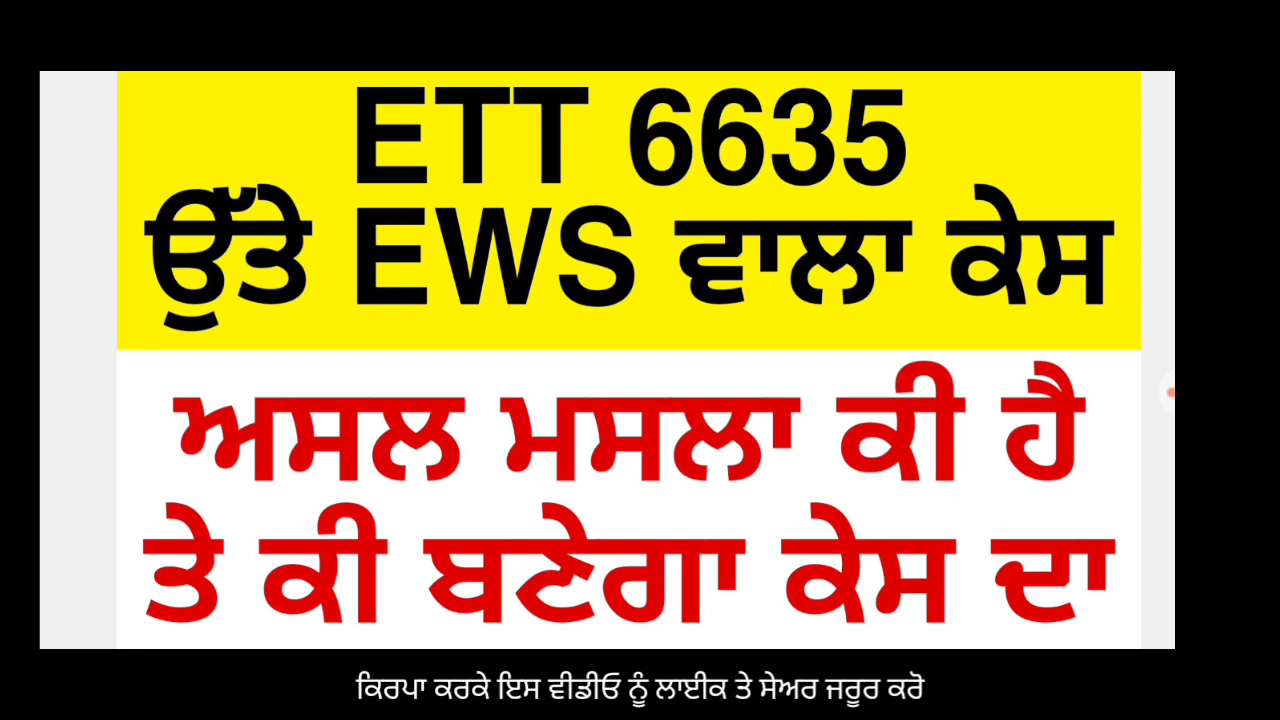 ETT 6635
ਉੱਤੇ EWS ਵਾਲਾ ਕੇਸ
ਅਸਲ ਮਸਲਾ ਕੀ ਹੈ
ਤੇ ਕੀ ਬਣੇਗਾ ਕੇਸ ਦਾ
ਕਿਰਪਾ ਕਰਕੇ ਇਸ ਵੀਡੀਓ ਨੂੰ ਲਾਈਕ ਤੇ ਸੇਅਰ ਜਰੂਰ ਕਰੋ